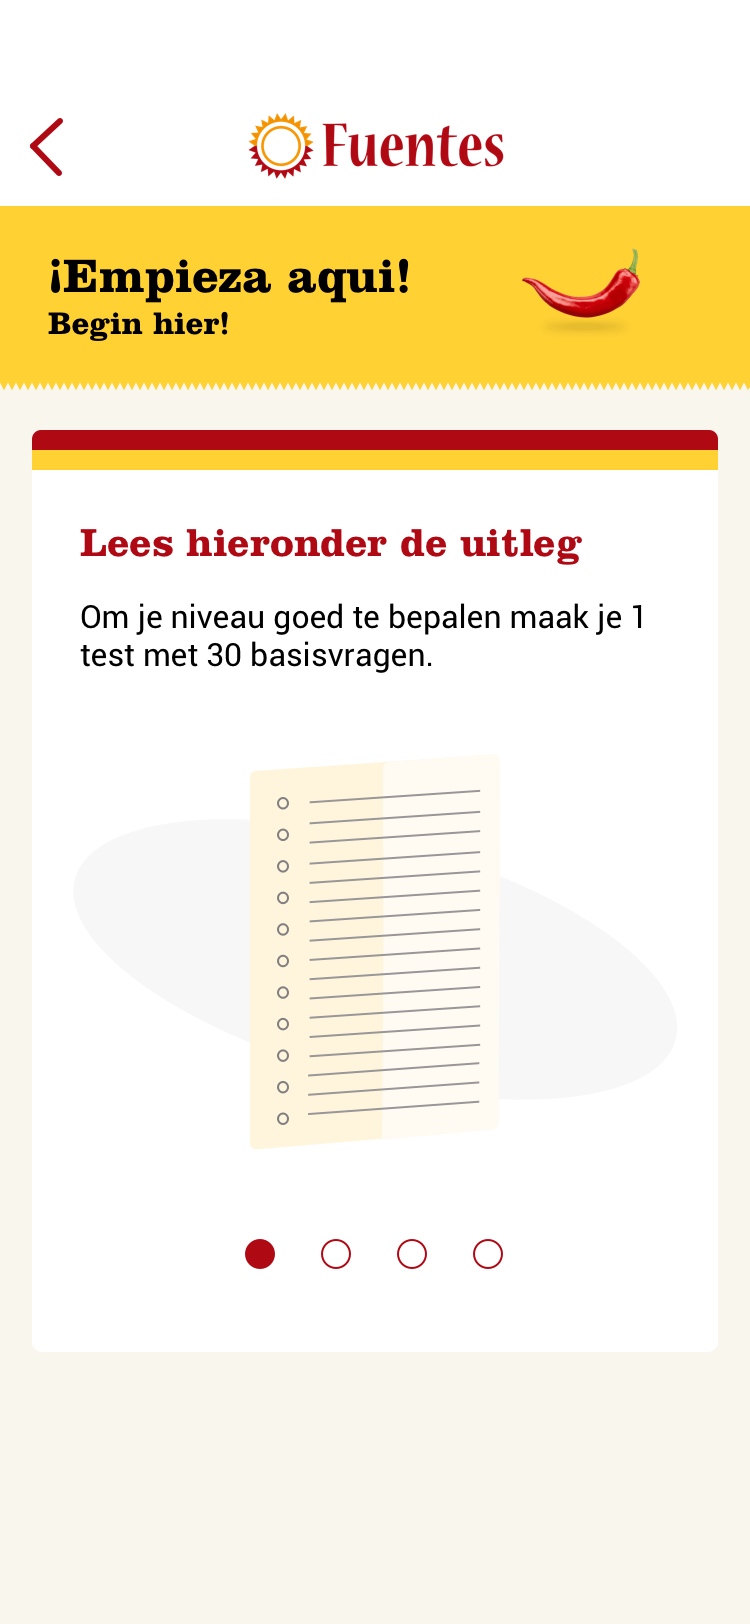 Fuentes
¡Empieza aqui!
Begin hier!
Lees hieronder de uitleg
Om je niveau goed te bepalen maak je 1
test met 30 basisvragen.